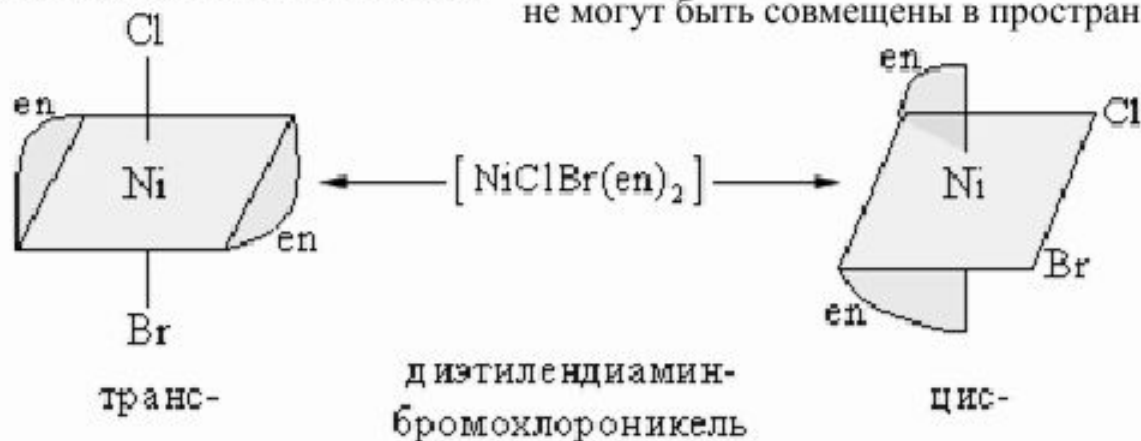 не могут быть совмещены в простран
Cl
en
Ni
en
Br
транс-
[NiClBr(en)₂]
диэтилендиамин-
бромохлороникель
en
Cl
Ni
Br
en
цис-